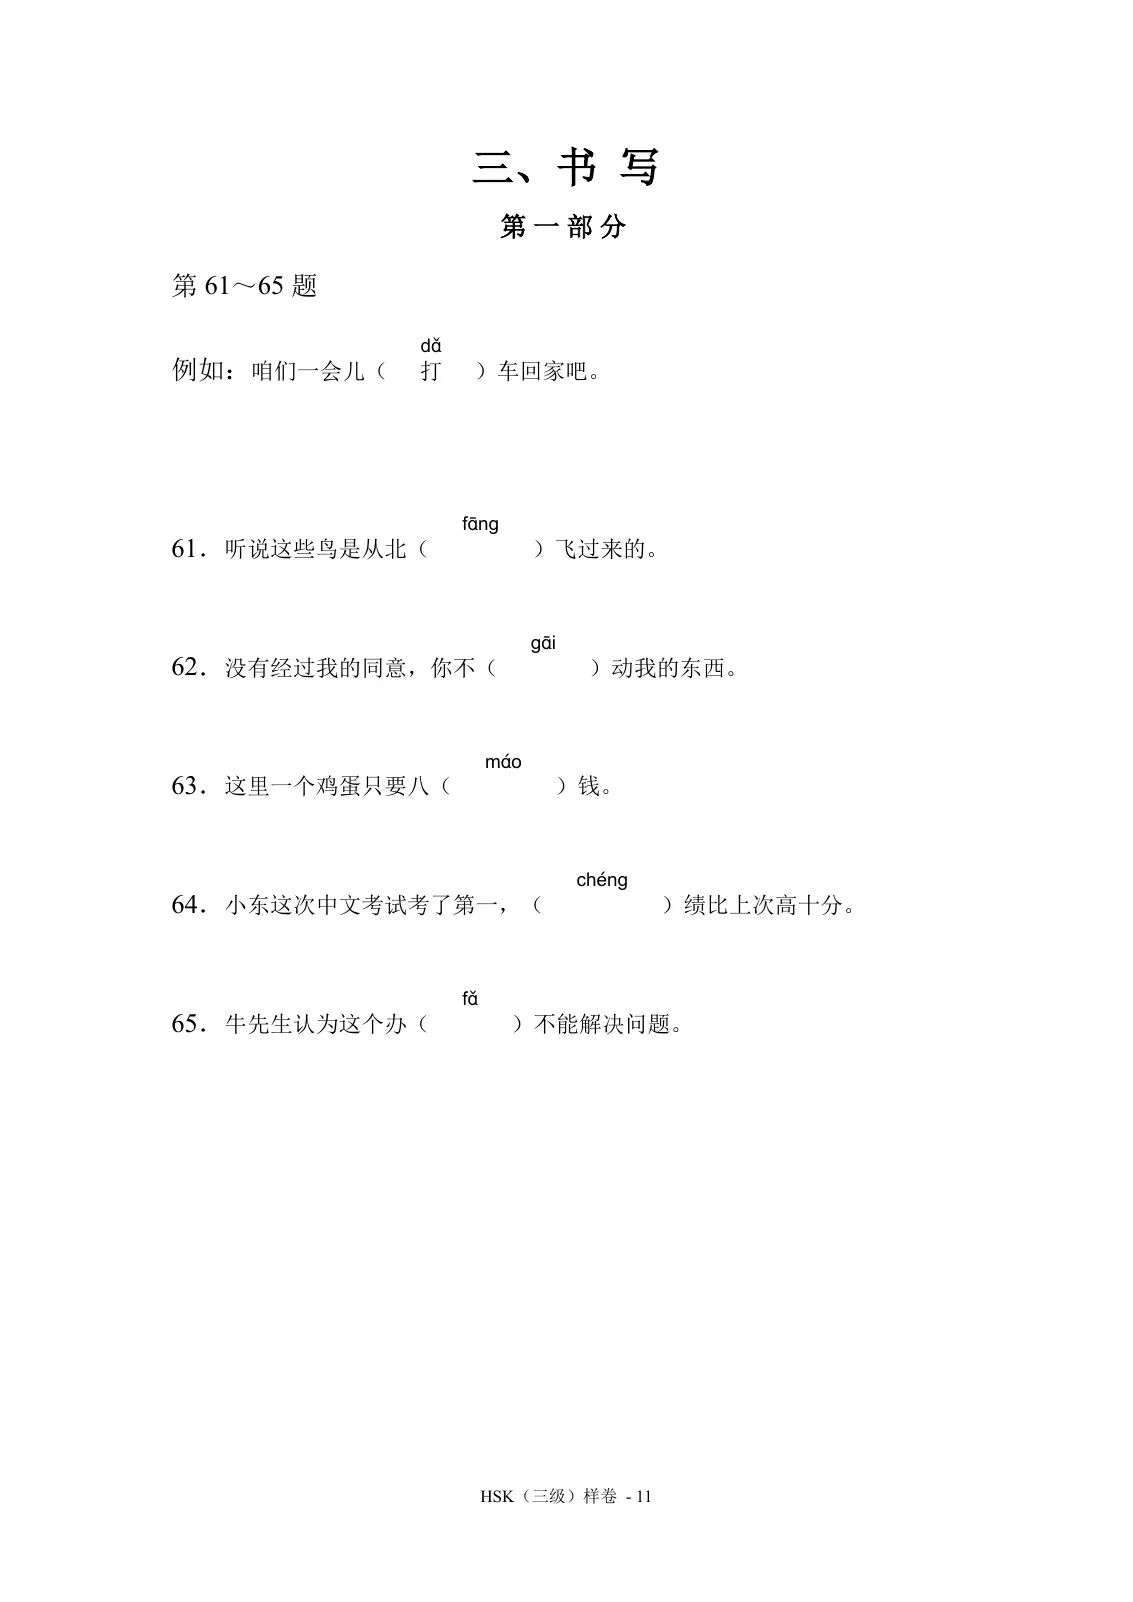 三、书 写
第 一 部 分
第 61～65 题
dǎ
例如：咱们一会儿（ 打 ）车回家吧。
fāng
61．听说这些鸟是从北（ ）飞过来的。
gāi
62．没有经过我的同意，你不（ ）动我的东西。
máo
63．这里一个鸡蛋只要八（ ）钱。
chéng
64．小东这次中文考试考了第一，（ ）绩比上次高十分。
fǎ
65．牛先生认为这个办（ ）不能解决问题。
HSK（三级）样卷 - 11